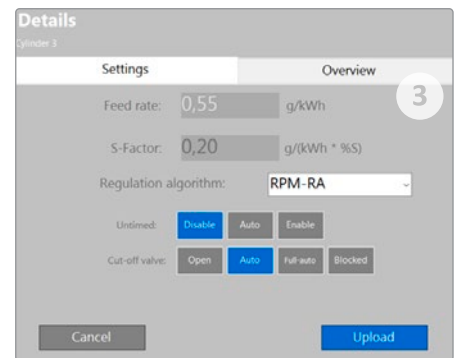 Details
Cylinder 3
Settings Overview
3
Feed rate: 0,55 g/kWh
S-Factor: 0,20 g/(kWh * %S)
Regulation algorithm: RPM-RA
Untimed: Disable Auto Enable
Cut-off valve: Open Auto Full-auto Blocked
Cancel Upload